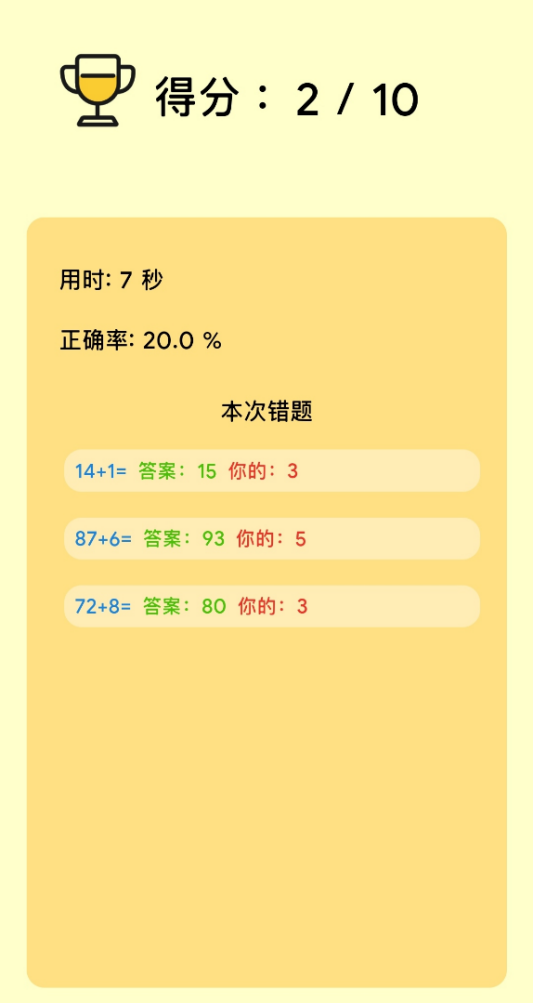 得分： 2 / 10
用时: 7 秒
正确率: 20.0 %
本次错题
14+1= 答案：15 你的：3
87+6= 答案：93 你的：5
72+8= 答案：80 你的：3